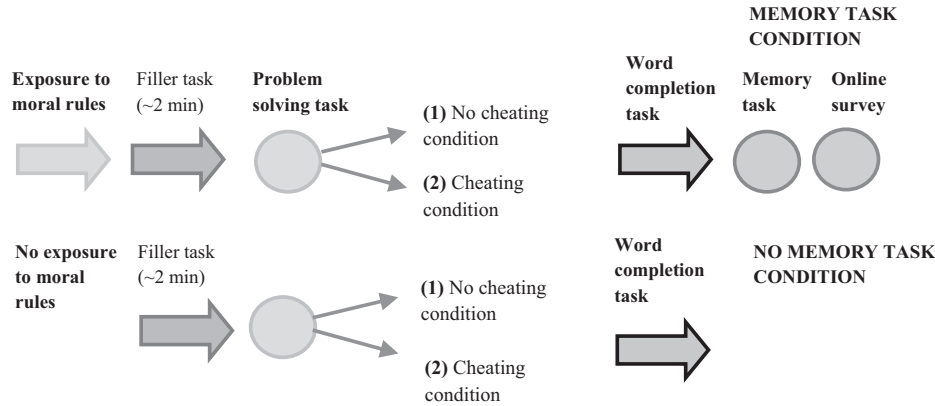 MEMORY TASK
CONDITION
Exposure to
moral rules
Filler task
(~2 min)
Problem
solving task
(1) No cheating
condition
(2) Cheating
condition
Word
completion
task
Memory
task
Online
survey
No exposure
to moral
rules
Filler task
(~2 min)
(1) No cheating
condition
(2) Cheating
condition
Word
completion
task
NO MEMORY TASK
CONDITION